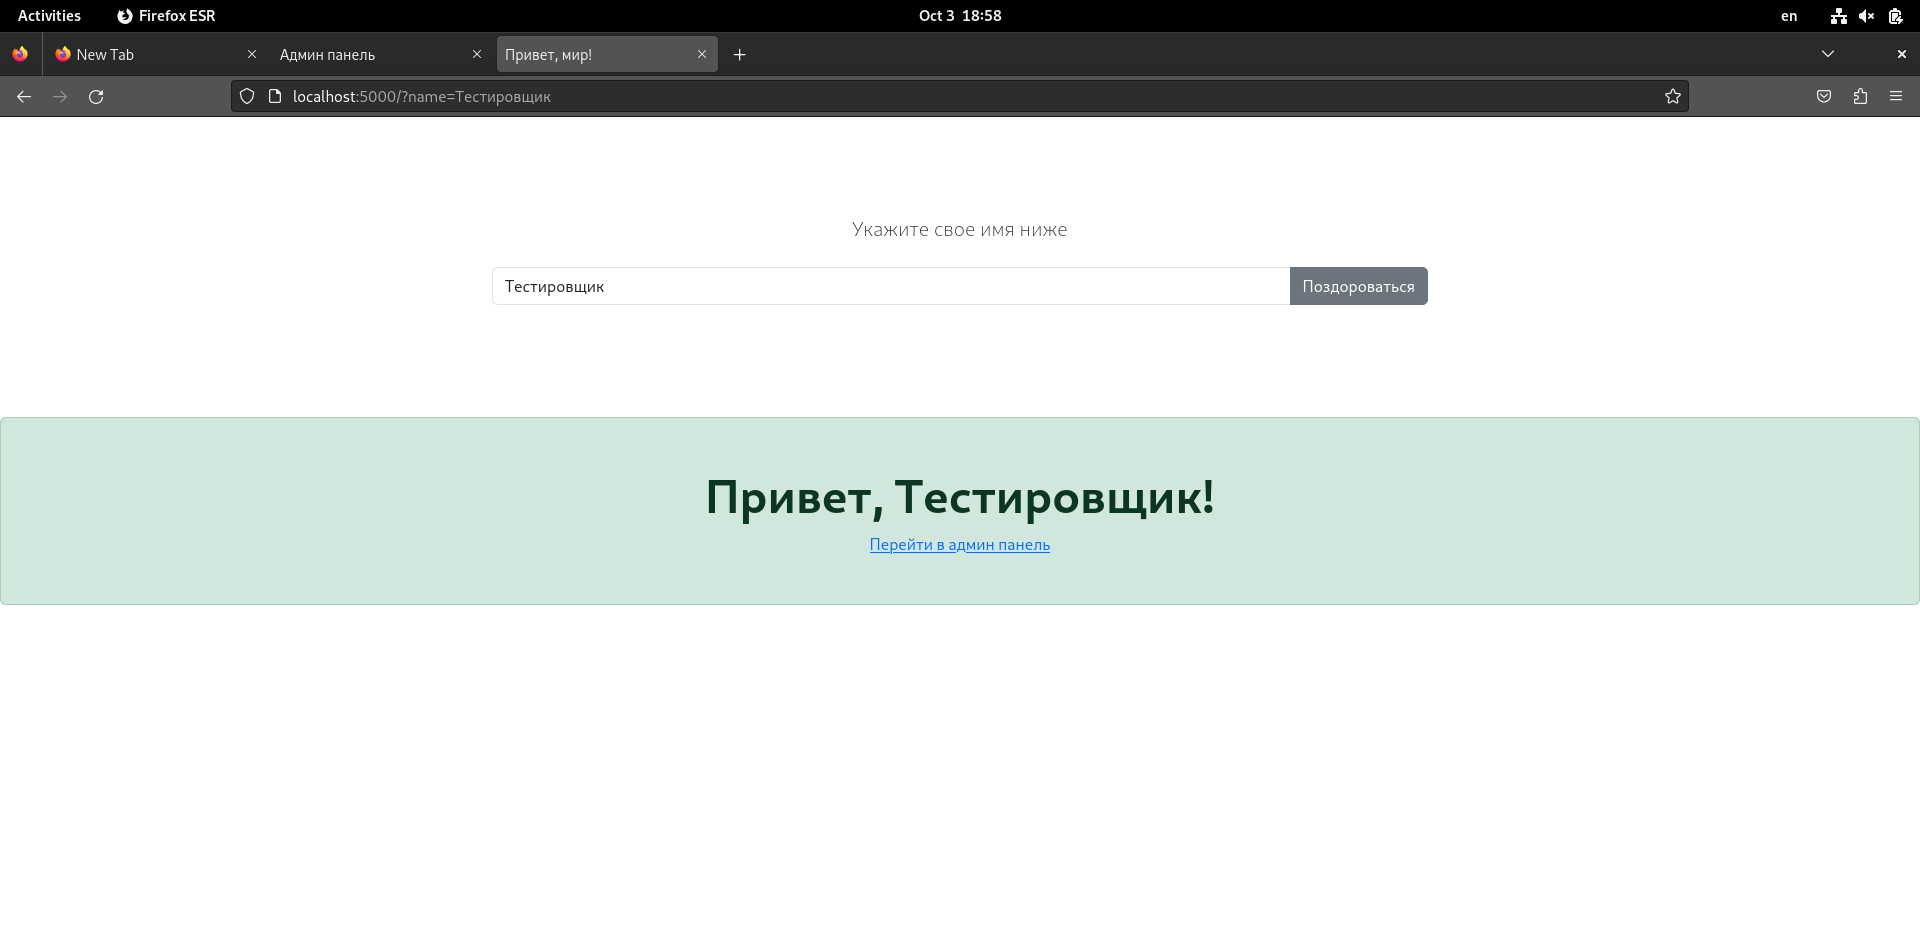 Activities Firefox ESR Oct 3 18:58 en
New Tab Админ панель Привет, мир!
localhost:5000/?name=Тестировщик
Укажите свое имя ниже
Тестировщик Поздороваться
Привет, Тестировщик!
Перейти в админ панель